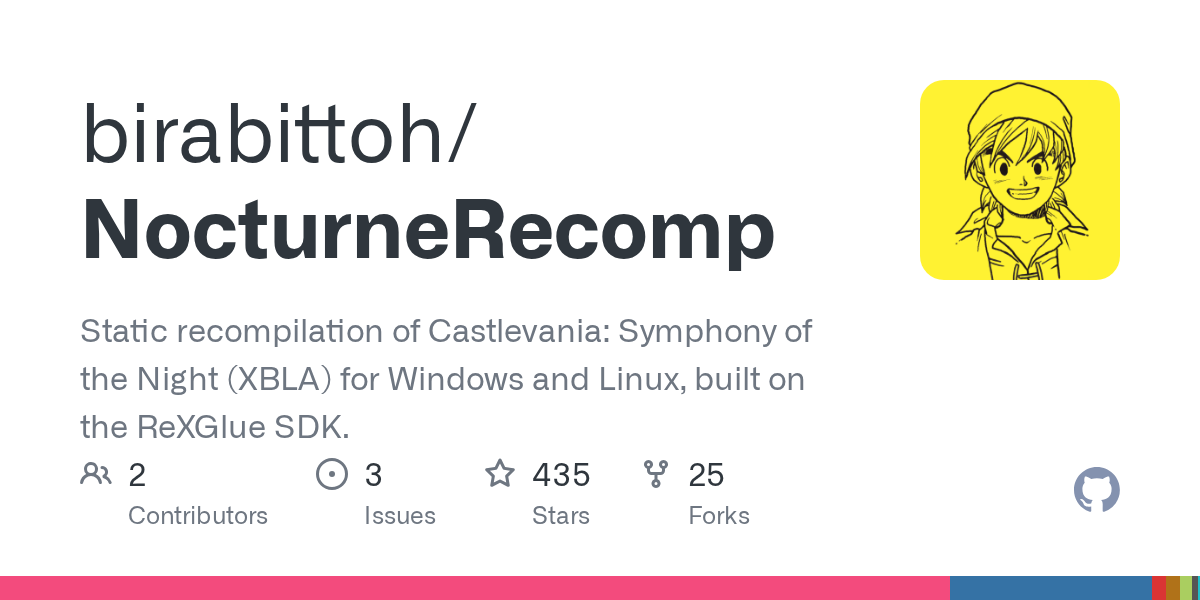 birabittoh/
NocturneRecomp
Static recompilation of Castlevania: Symphony of
the Night (XBLA) for Windows and Linux, built on
the ReXGlue SDK.
2 3 435 25
Contributors Issues Stars Forks